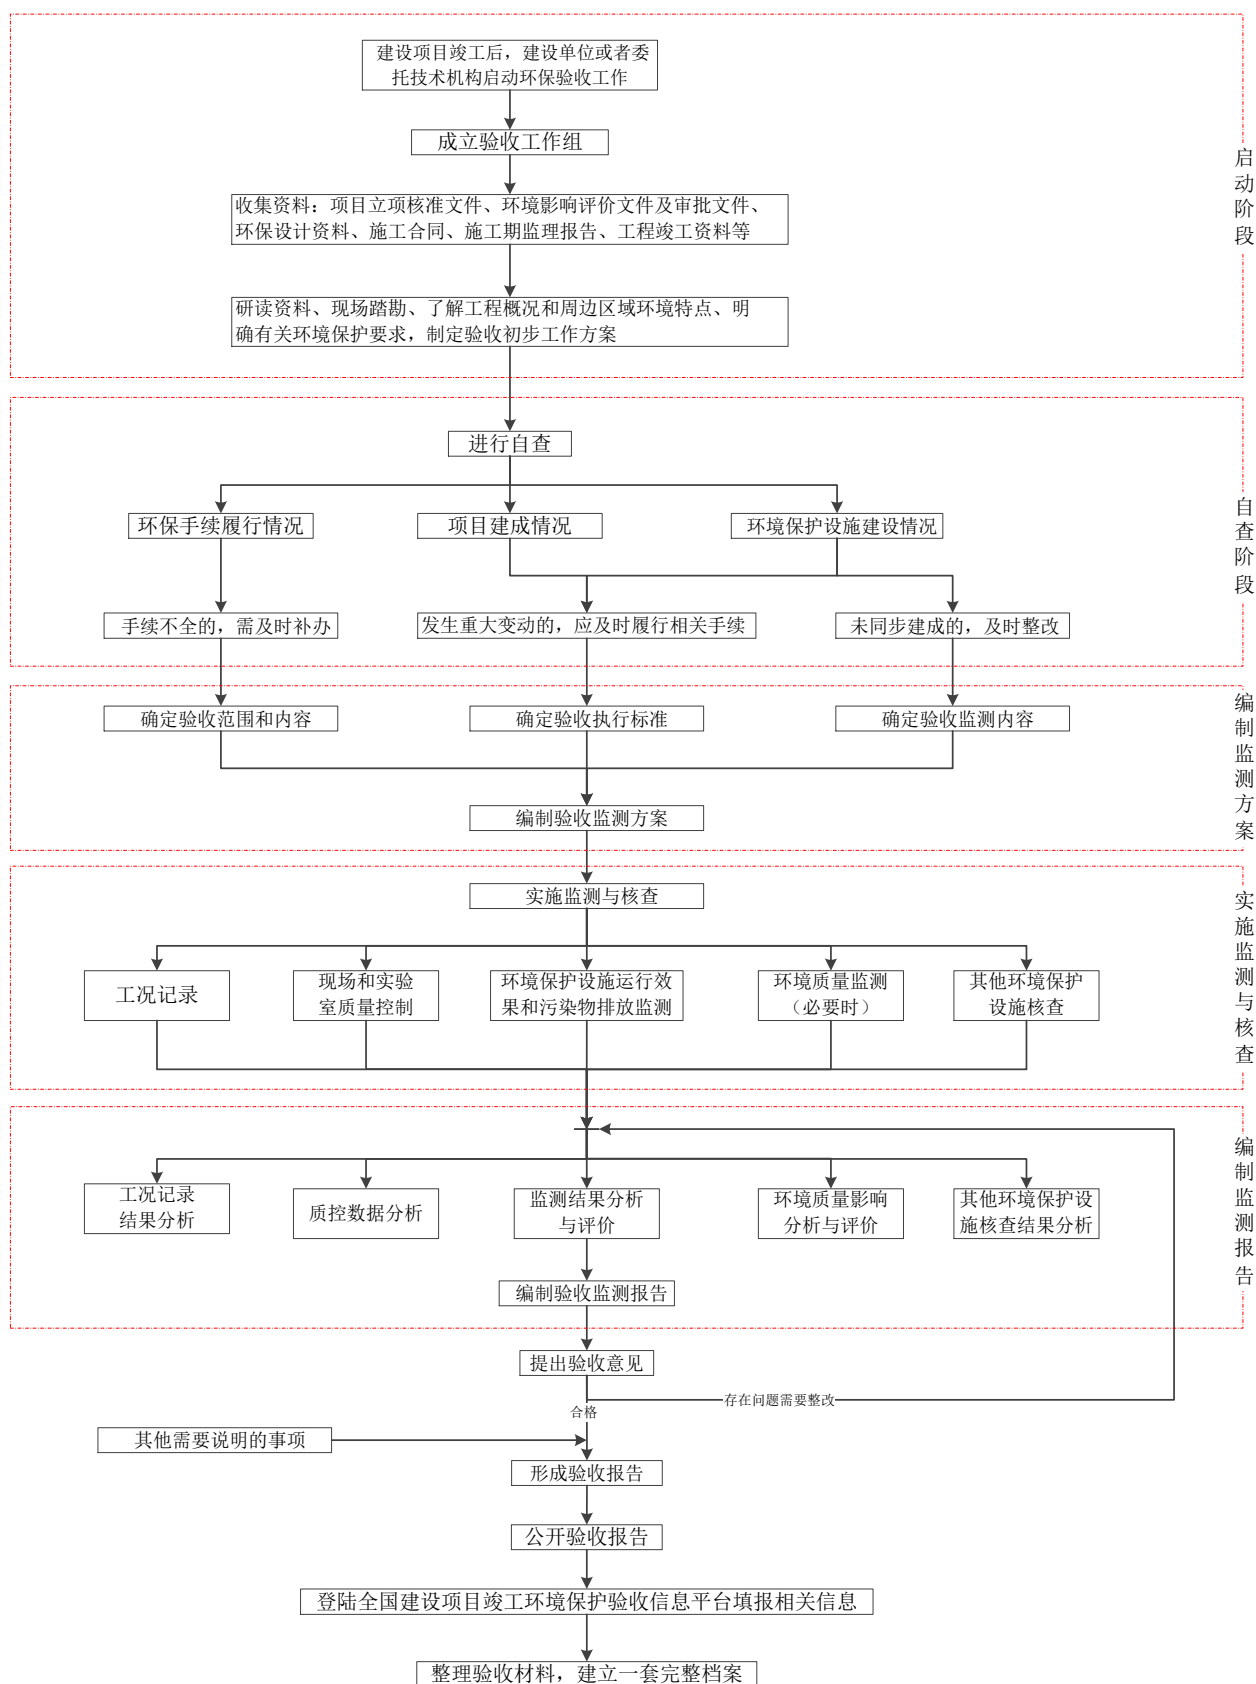 建设项目竣工后，建设单位或者委
托技术机构启动环保验收工作
成立验收工作组
收集资料：项目立项核准文件、环境影响评价文件及审批文件、
环保设计资料、施工合同、施工期监理报告、工程竣工资料等
研读资料、现场踏勘、了解工程概况和周边区域环境特点、明
确有关环境保护要求，制定验收初步工作方案
启动阶段
进行自查
环保手续履行情况
项目建成情况
环境保护设施建设情况
手续不全的，需及时补办
发生重大变动的，应及时履行相关手续
未同步建成的，及时整改
自查阶段
确定验收范围和内容
确定验收执行标准
确定验收监测内容
编制验收监测方案
编制监测方案
实施监测与核查
工况记录
现场和实验
室质量控制
环境保护设施运行效
果和污染物排放监测
环境质量监测
（必要时）
其他环境保护
设施核查
实施监测与核查
工况记录
结果分析
质控数据分析
监测结果分析
与评价
环境质量影响
分析与评价
其他环境保护设
施核查结果分析
编制验收监测报告
编制监测报告
提出验收意见
存在问题需要整改
合格
其他需要说明的事项
形成验收报告
公开验收报告
登陆全国建设项目竣工环境保护验收信息平台填报相关信息
整理验收材料，建立一套完整档案